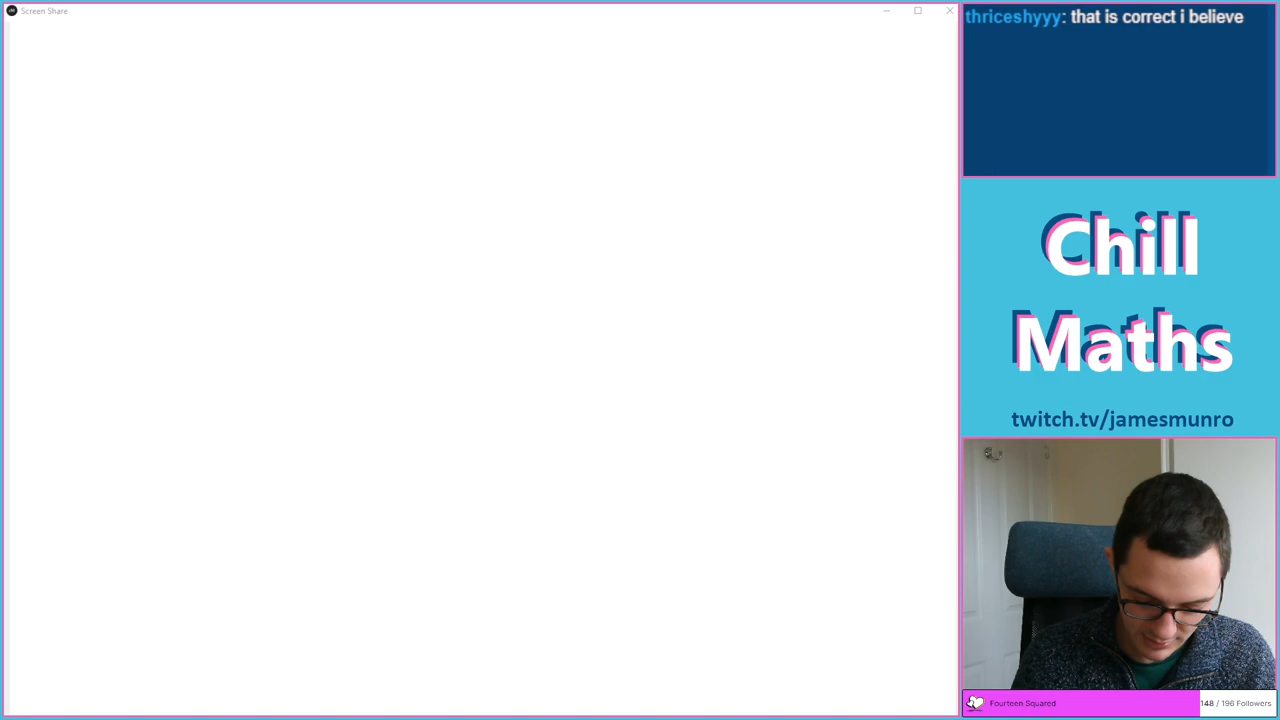 Screen Share
thriceshyyy: that is correct i believe
Chill
Maths
twitch.tv/jamesmunro
Fourteen Squared
148 / 196 Followers